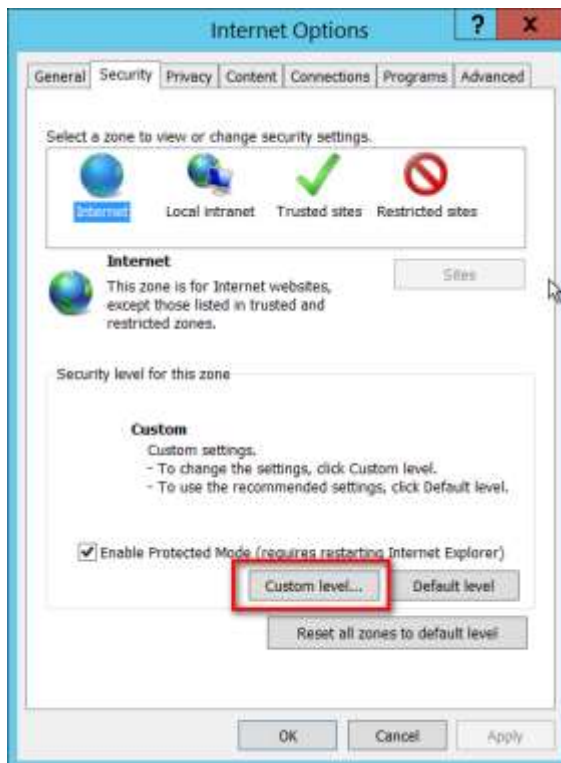 Internet Options
?
x
General Security Privacy Content Connections Programs Advanced
Select a zone to view or change security settings.
Internet Local intranet Trusted sites Restricted sites
Internet
Sites
This zone is for Internet websites,
except those listed in trusted and
restricted zones.
Security level for this zone
Custom
Custom settings.
- To change the settings, click Custom level.
- To use the recommended settings, click Default level.
Enable Protected Mode (requires restarting Internet Explorer)
Custom level... Default level
Reset all zones to default level
OK Cancel Apply